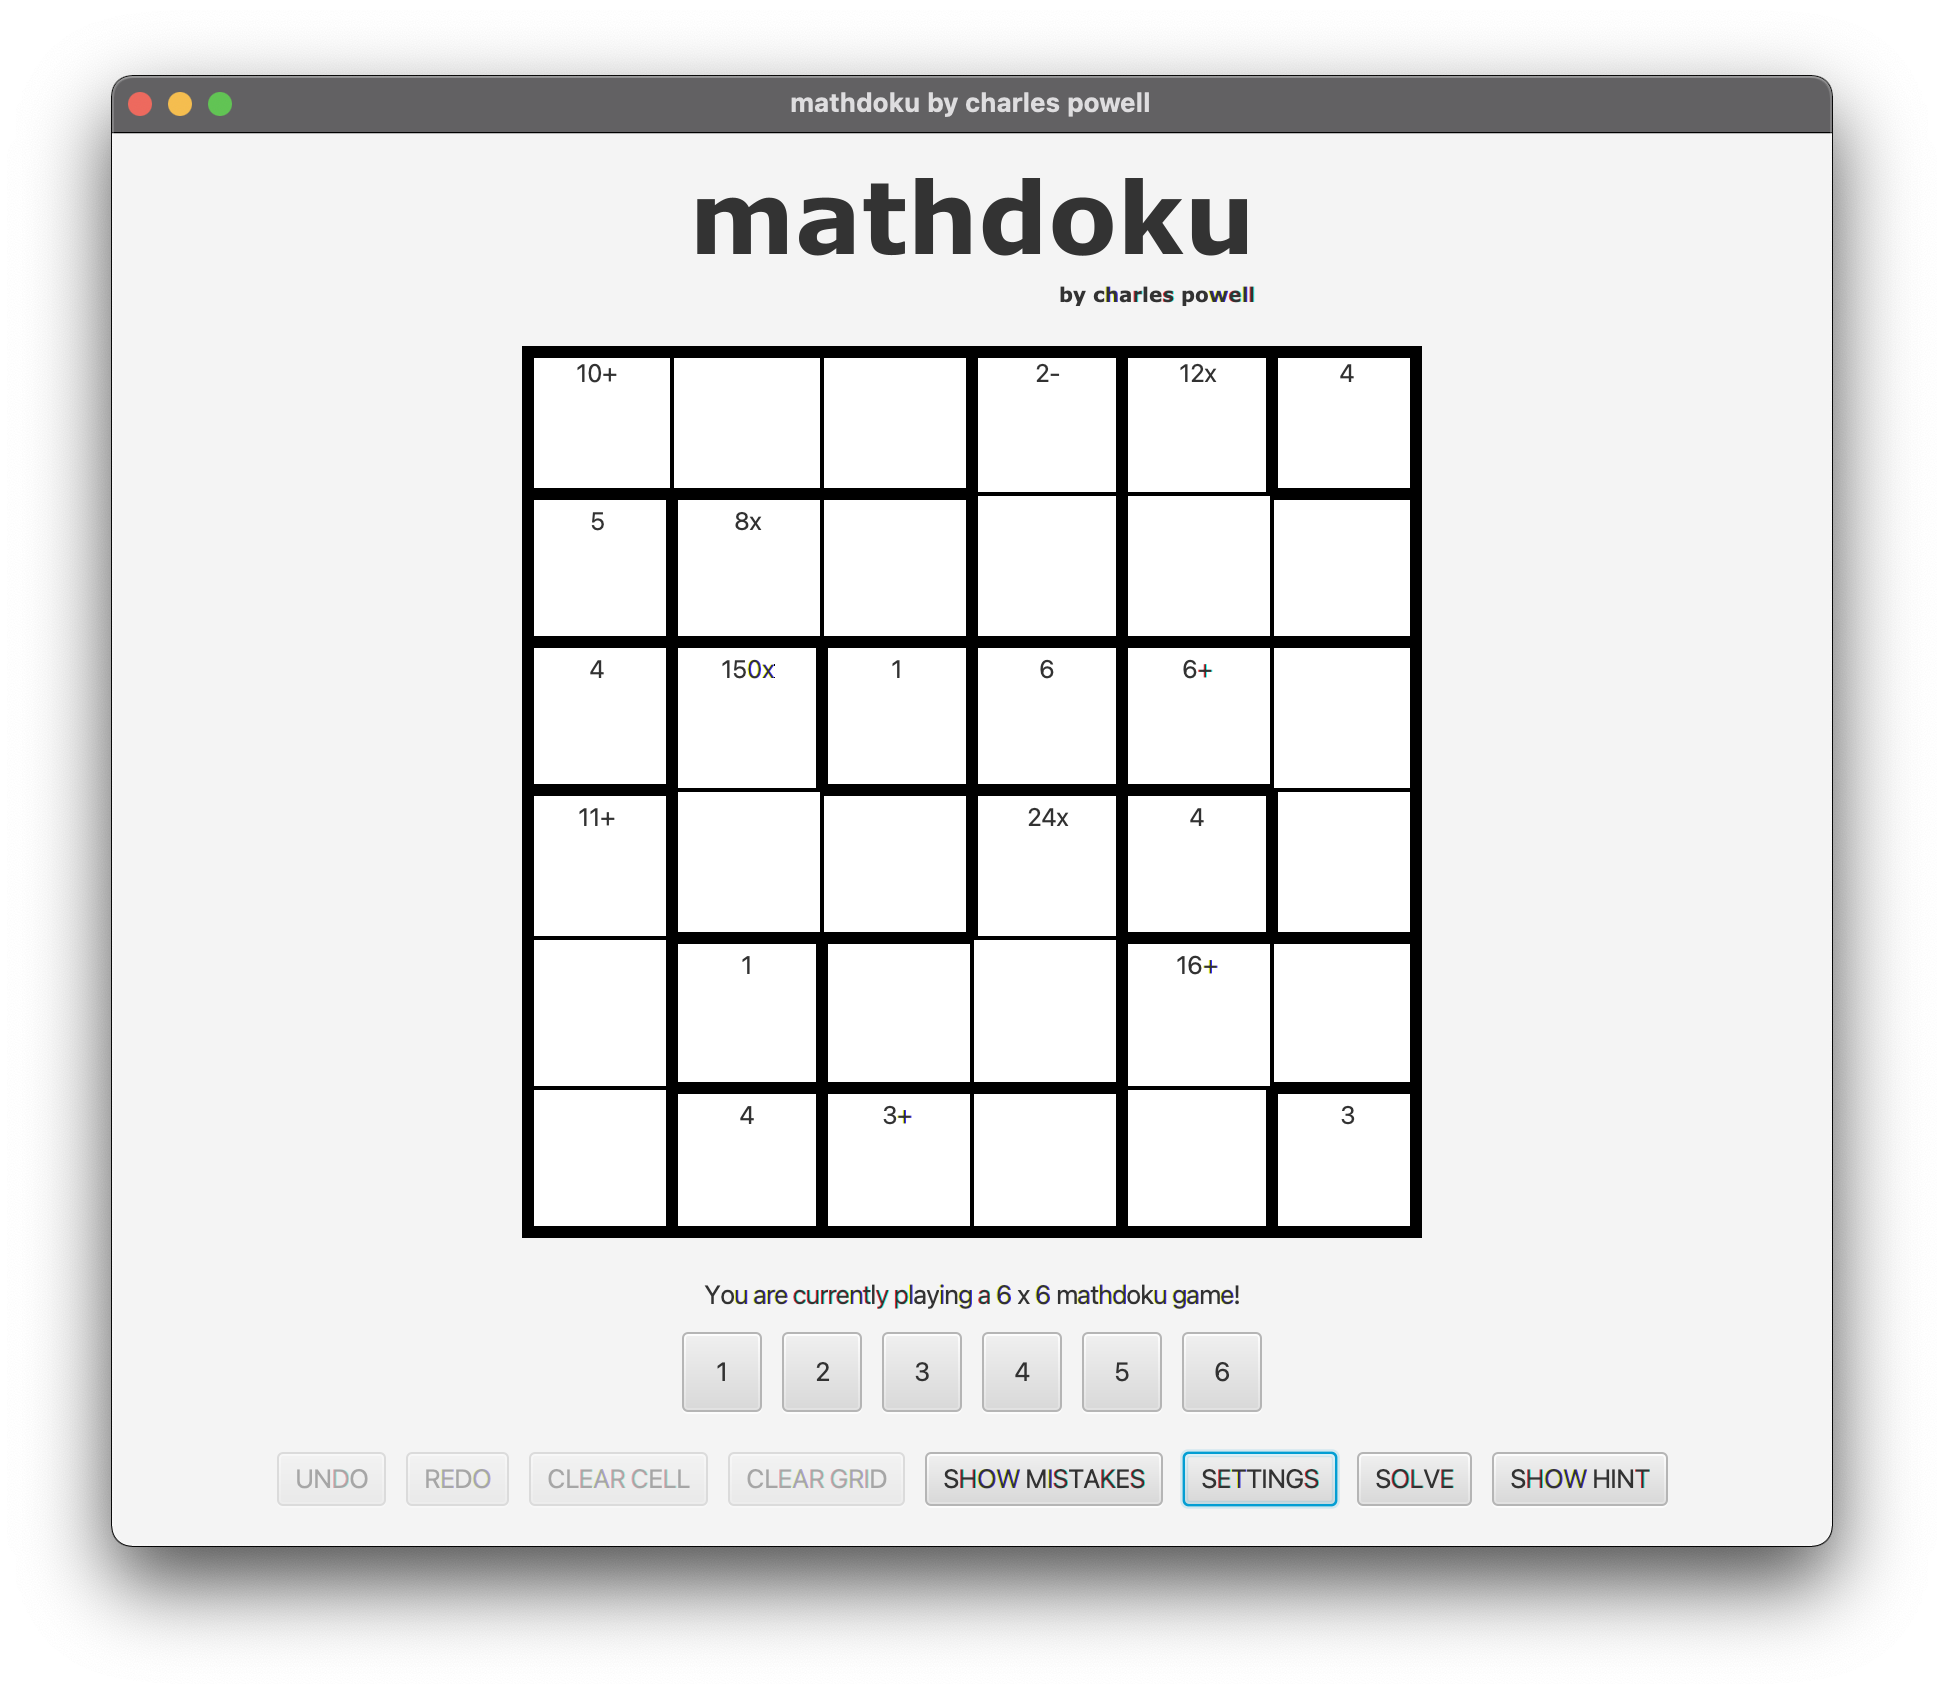 mathdoku by charles powell
mathdoku
by charles powell
10+ 2- 12x 4
5 8x
4 150x 1 6 6+
11+ 24x 4
1 16+
4 3+ 3
You are currently playing a 6 x 6 mathdoku game!
1 2 3 4 5 6
UNDO REDO CLEAR CELL CLEAR GRID SHOW MISTAKES SETTINGS SOLVE SHOW HINT